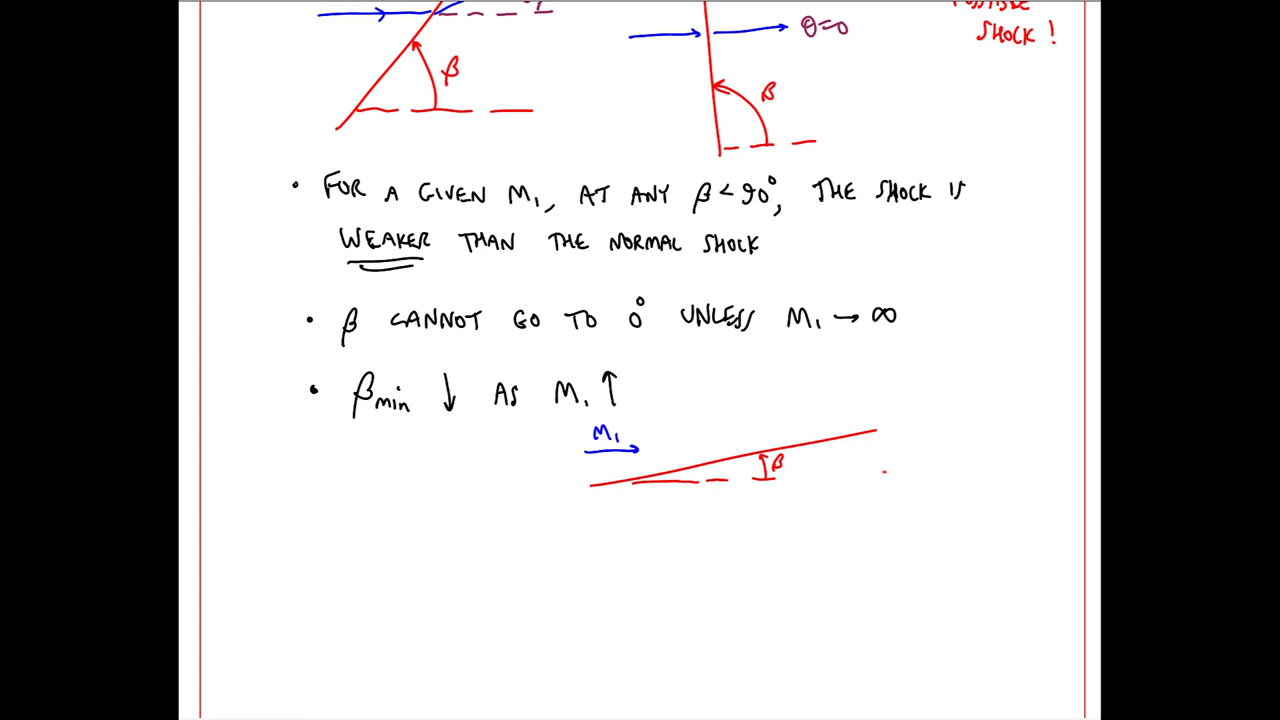 SHOCK!
θ=0
β
β
• FOR A GIVEN M₁, AT ANY β < 90°, THE SHOCK IS
WEAKER THAN THE NORMAL SHOCK
• β CANNOT GO TO 0° UNLESS M₁ → ∞
• βmin ↓ AS M₁ ↑
M₁
β